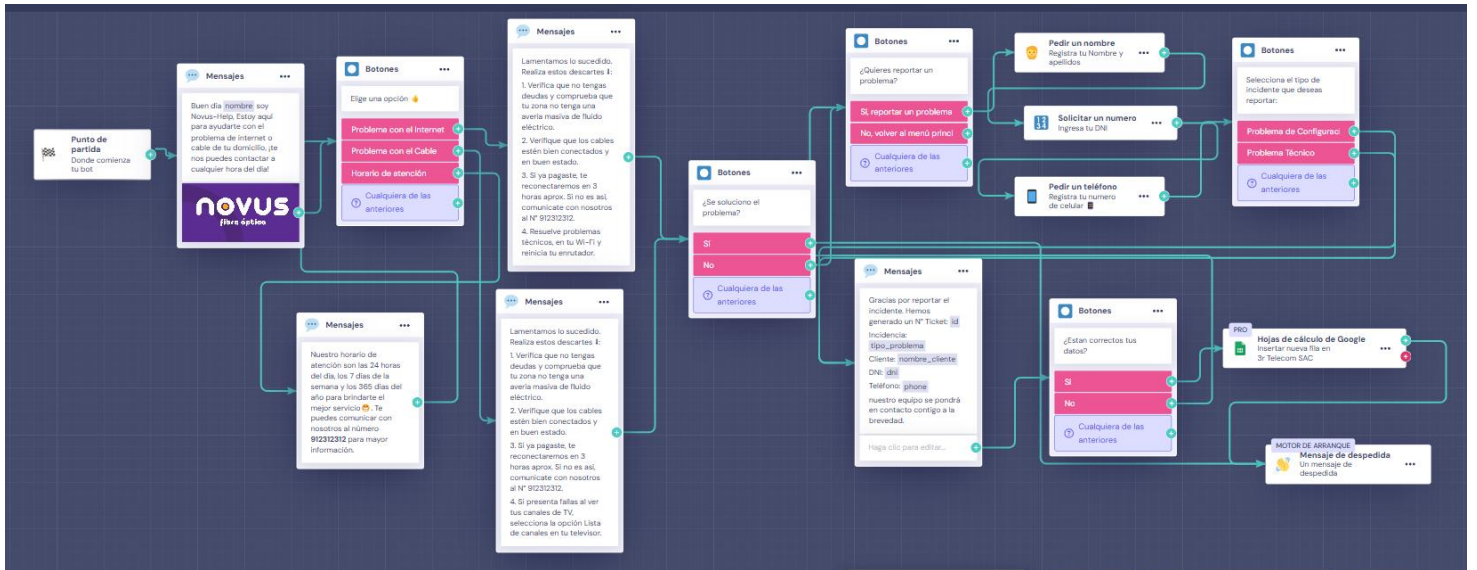 Punto de
partida
Donde comienza
tu bot
Mensajes
Buen día nombre soy
Novus-Help, Estoy aquí
para ayudarte con el
problema de internet o
cable de tu domicilio, ¡te
nos puedes contactar a
cualquier hora del día!
novus
fibra óptica
Botones
Elige una opción 👍
Problema con el Internet
Problema con el Cable
Horario de atención
Cualquiera de las
anteriores
Mensajes
Nuestro horario de
atención son las 24 horas
del día, los 7 días de la
semana y los 365 días del
año para brindarte el
mejor servicio 😁. Te
puedes comunicar con
nosotros al número
912312312 para mayor
información.
Mensajes
Lamentamos lo sucedido.
Realiza estos descartes ⬇:
1. Verifica que no tengas
deudas y comprueba que
tu zona no tenga una
avería masiva de fluido
eléctrico.
2. Verifique que los cables
estén bien conectados y
en buen estado.
3. Si ya pagaste, te
reconectaremos en 3
horas aprox. Si no es así,
comunícate con nosotros
al N° 912312312.
4. Resuelve problemas
técnicos, en tu Wi-Fi y
reinicia tu enrutador.
Mensajes
Lamentamos lo sucedido.
Realiza estos descartes ⬇:
1. Verifica que no tengas
deudas y comprueba que
tu zona no tenga una
avería masiva de fluido
eléctrico.
2. Verifique que los cables
estén bien conectados y
en buen estado.
3. Si ya pagaste, te
reconectaremos en 3
horas aprox. Si no es así,
comunícate con nosotros
al N° 912312312.
4. Si presenta fallas al ver
tus canales de TV,
selecciona la opción Lista
de canales en tu televisor.
Botones
¿Se soluciono el
problema?
Si
No
Cualquiera de las
anteriores
Botones
¿Quieres reportar un
problema?
SI, reportar un problema
No, volver al menú princi
Cualquiera de las
anteriores
Pedir un nombre
Registra tu Nombre y
apellidos
Solicitar un numero
Ingresa tu DNI
Pedir un teléfono
Registra tu numero
de celular 📱
Botones
Selecciona el tipo de
incidente que deseas
reportar:
Problema de Configuraci
Problema Técnico
Cualquiera de las
anteriores
Mensajes
Gracias por reportar el
incidente. Hemos
generado un N° Ticket: id
Incidencia:
tipo_problema
Cliente: nombre_cliente
DNI: dni
Teléfono: phone
nuestro equipo se pondrá
en contacto contigo a la
brevedad.
Haga clic para editar...
Botones
¿Estan correctos tus
datos?
Si
No
Cualquiera de las
anteriores
PRO
Hojas de cálculo de Google
Insertar nueva fila en
3r Telecom SAC
MOTOR DE ARRANQUE
Mensaje de despedida
Un mensaje de
despedida